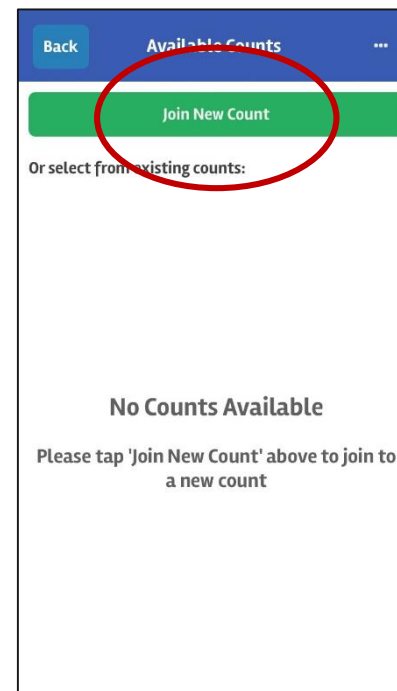 Back Available Counts ...
Join New Count
Or select from existing counts:
No Counts Available
Please tap 'Join New Count' above to join to
a new count